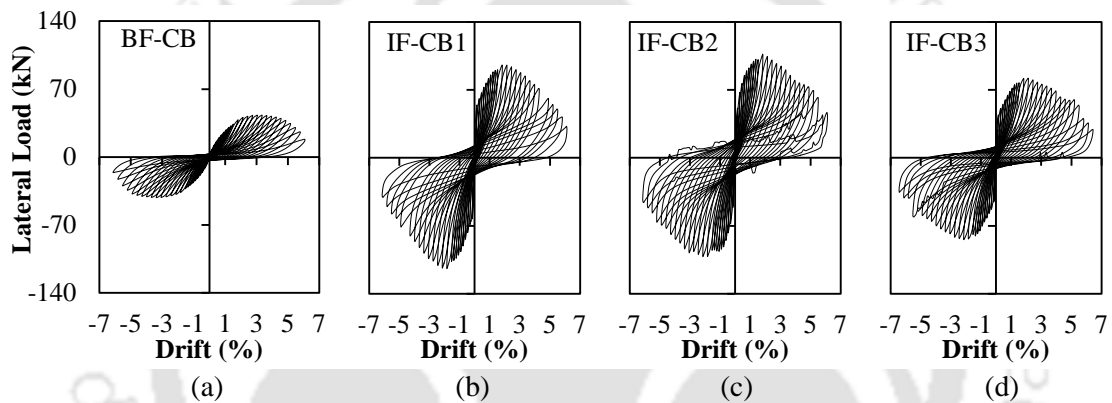 Lateral Load (kN)
140
70
0
-70
-140
BF-CB
IF-CB1
IF-CB2
IF-CB3
-7 -5 -3 -1 1 3 5 7
-7 -5 -3 -1 1 3 5 7
-7 -5 -3 -1 1 3 5 7
-7 -5 -3 -1 1 3 5 7
Drift (%)
Drift (%)
Drift (%)
Drift (%)
(a)
(b)
(c)
(d)